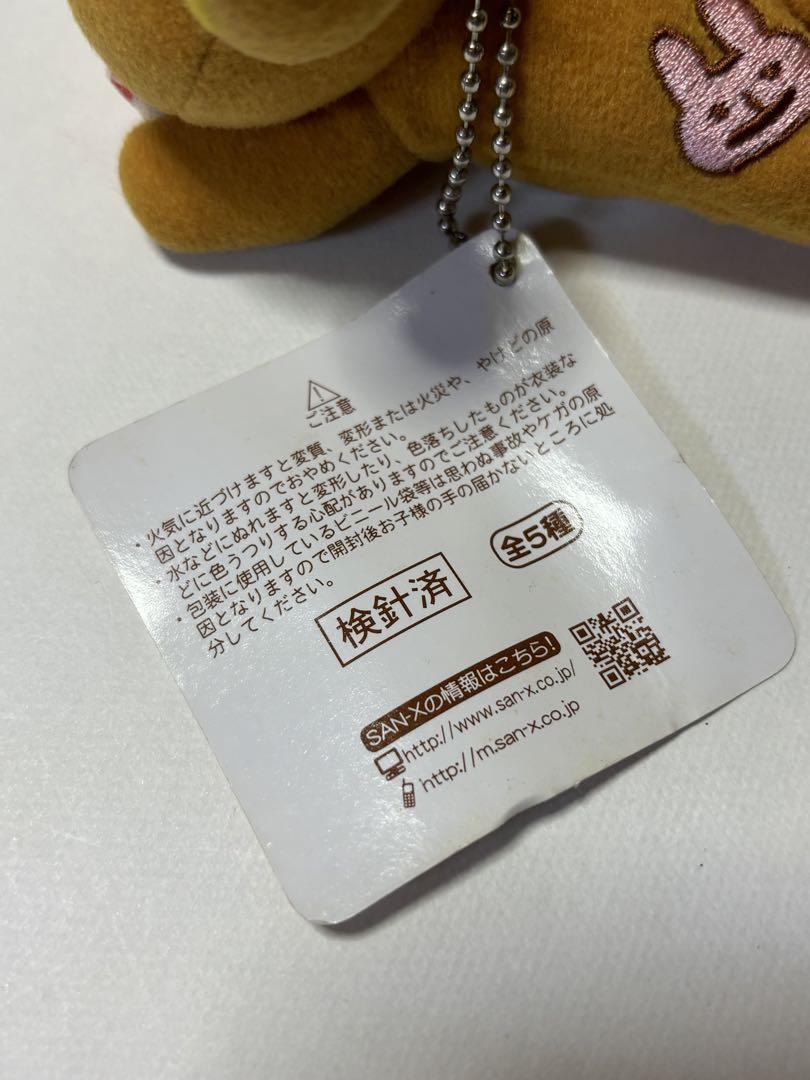 ご注意
・火気に近づけますと変質、変形または火災や、やけどの原
因となりますのでおやめください。
・水などにぬれますと変形したり、色落ちしたものが衣装な
どに色うつりする心配がありますのでご注意ください。
・包装に使用しているビニール袋等は思わぬ事故やケガの原
因となりますので開封後お子様の手の届かないところに処
分してください。
検針済
全5種
SAN-Xの情報はこちら!
http://www.san-x.co.jp/
http://m.san-x.co.jp